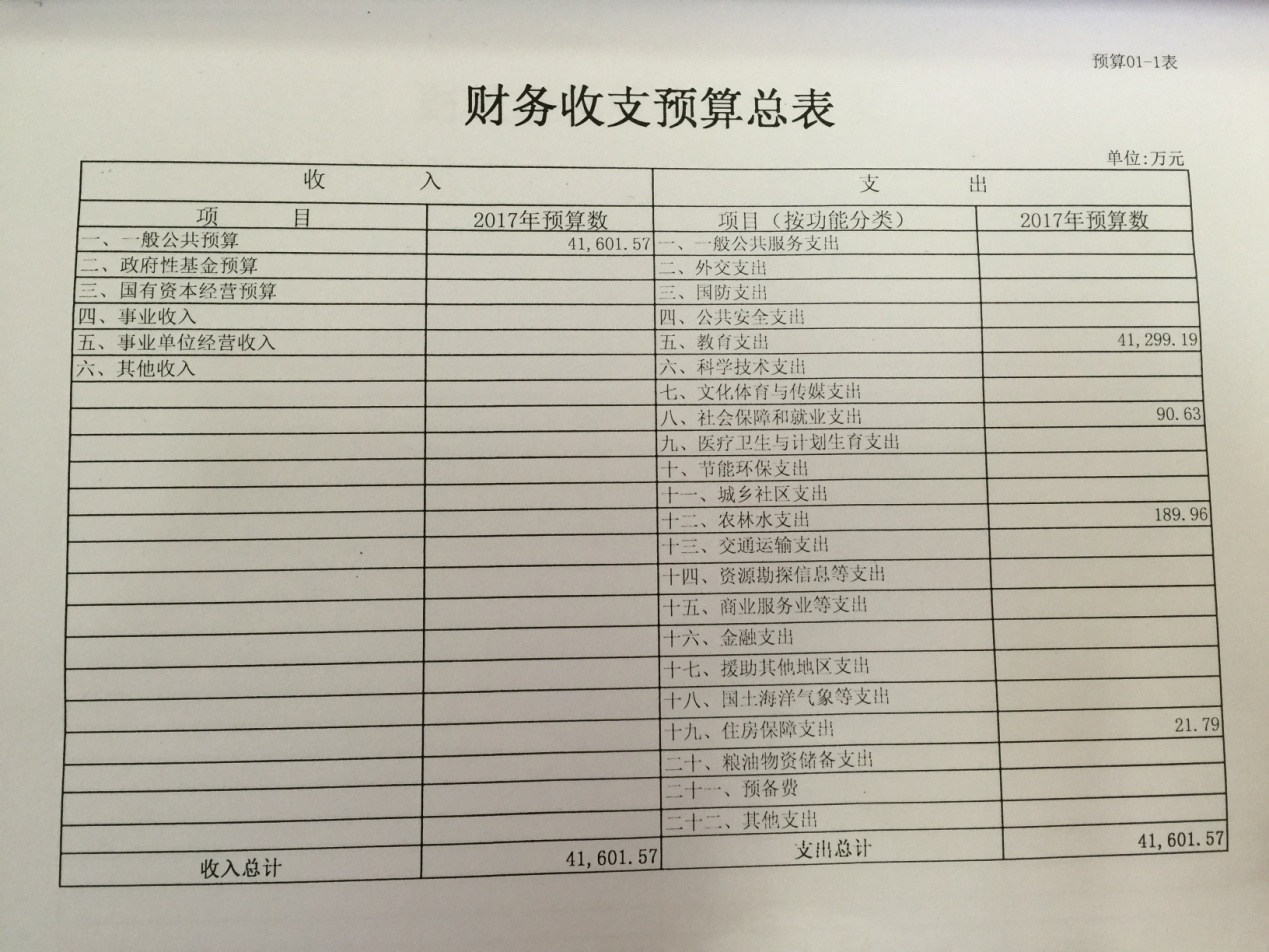 预算01-1表
财务收支预算总表
单位:万元
收 入 支 出
项 目 2017年预算数 项目（按功能分类） 2017年预算数
一、一般公共预算 41,601.57 一、一般公共服务支出
二、政府性基金预算 二、外交支出
三、国有资本经营预算 三、国防支出
四、事业收入 四、公共安全支出
五、事业单位经营收入 五、教育支出 41,299.19
六、其他收入 六、科学技术支出
七、文化体育与传媒支出
八、社会保障和就业支出 90.63
九、医疗卫生与计划生育支出
十、节能环保支出
十一、城乡社区支出
十二、农林水支出 189.96
十三、交通运输支出
十四、资源勘探信息等支出
十五、商业服务业等支出
十六、金融支出
十七、援助其他地区支出
十八、国土海洋气象等支出
十九、住房保障支出 21.79
二十、粮油物资储备支出
二十一、预备费
二十二、其他支出
收入总计 41,601.57 支出总计 41,601.57